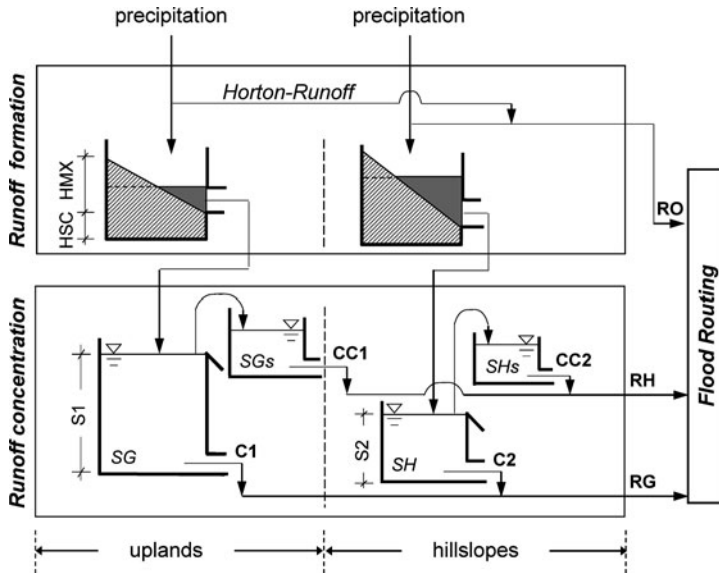 precipitation
precipitation
Runoff formation
Horton-Runoff
HMX
HSC
RO
Flood Routing
Runoff concentration
SGs
CC1
SHs
CC2
RH
S1
SG
C1
S2
SH
C2
RG
uplands
hillslopes